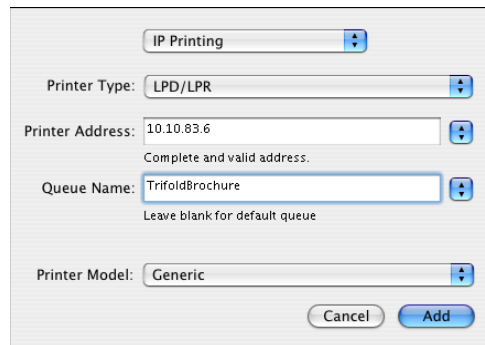 IP Printing
Printer Type: LPD/LPR
Printer Address: 10.10.83.6
Complete and valid address.
Queue Name: TrifoldBrochure
Leave blank for default queue
Printer Model: Generic
Cancel Add